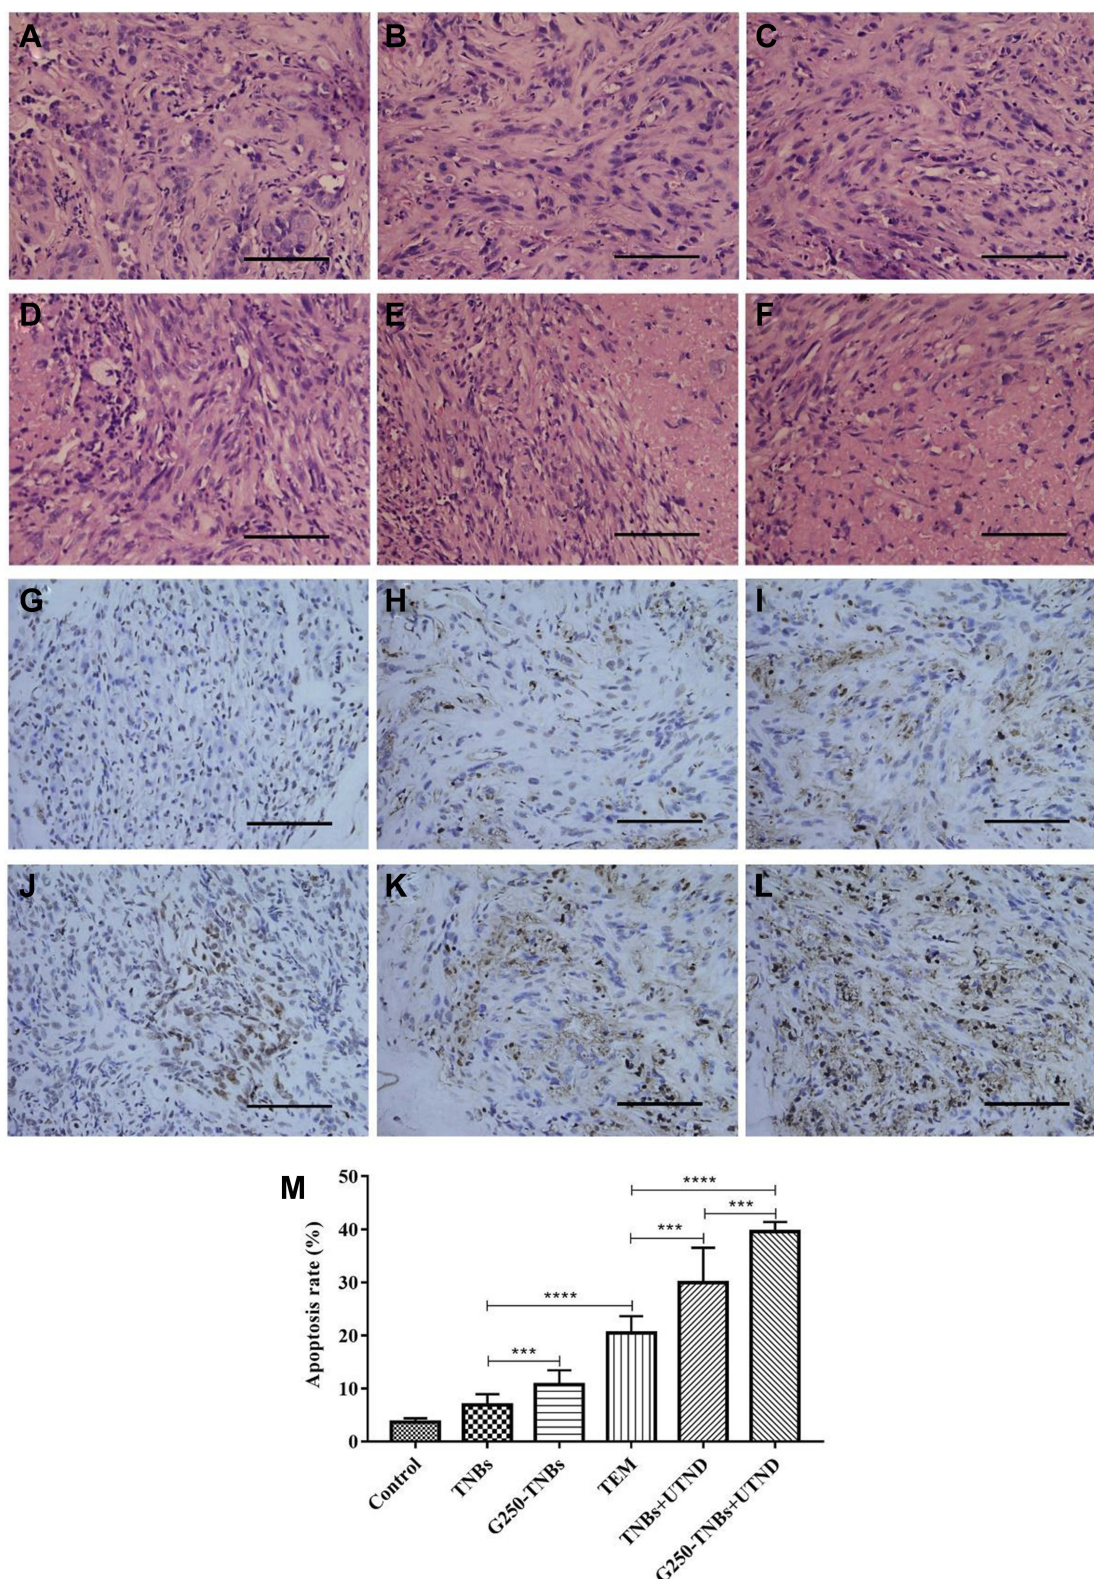 A
B
C
D
E
F
G
H
I
J
K
L
M
50
40
30
20
10
0
Apoptosis rate (%)
****
***
***
****
***
Control
TNBs
G250-TNBs
TEM
TNBs+UTND
G250-TNBs+UTND